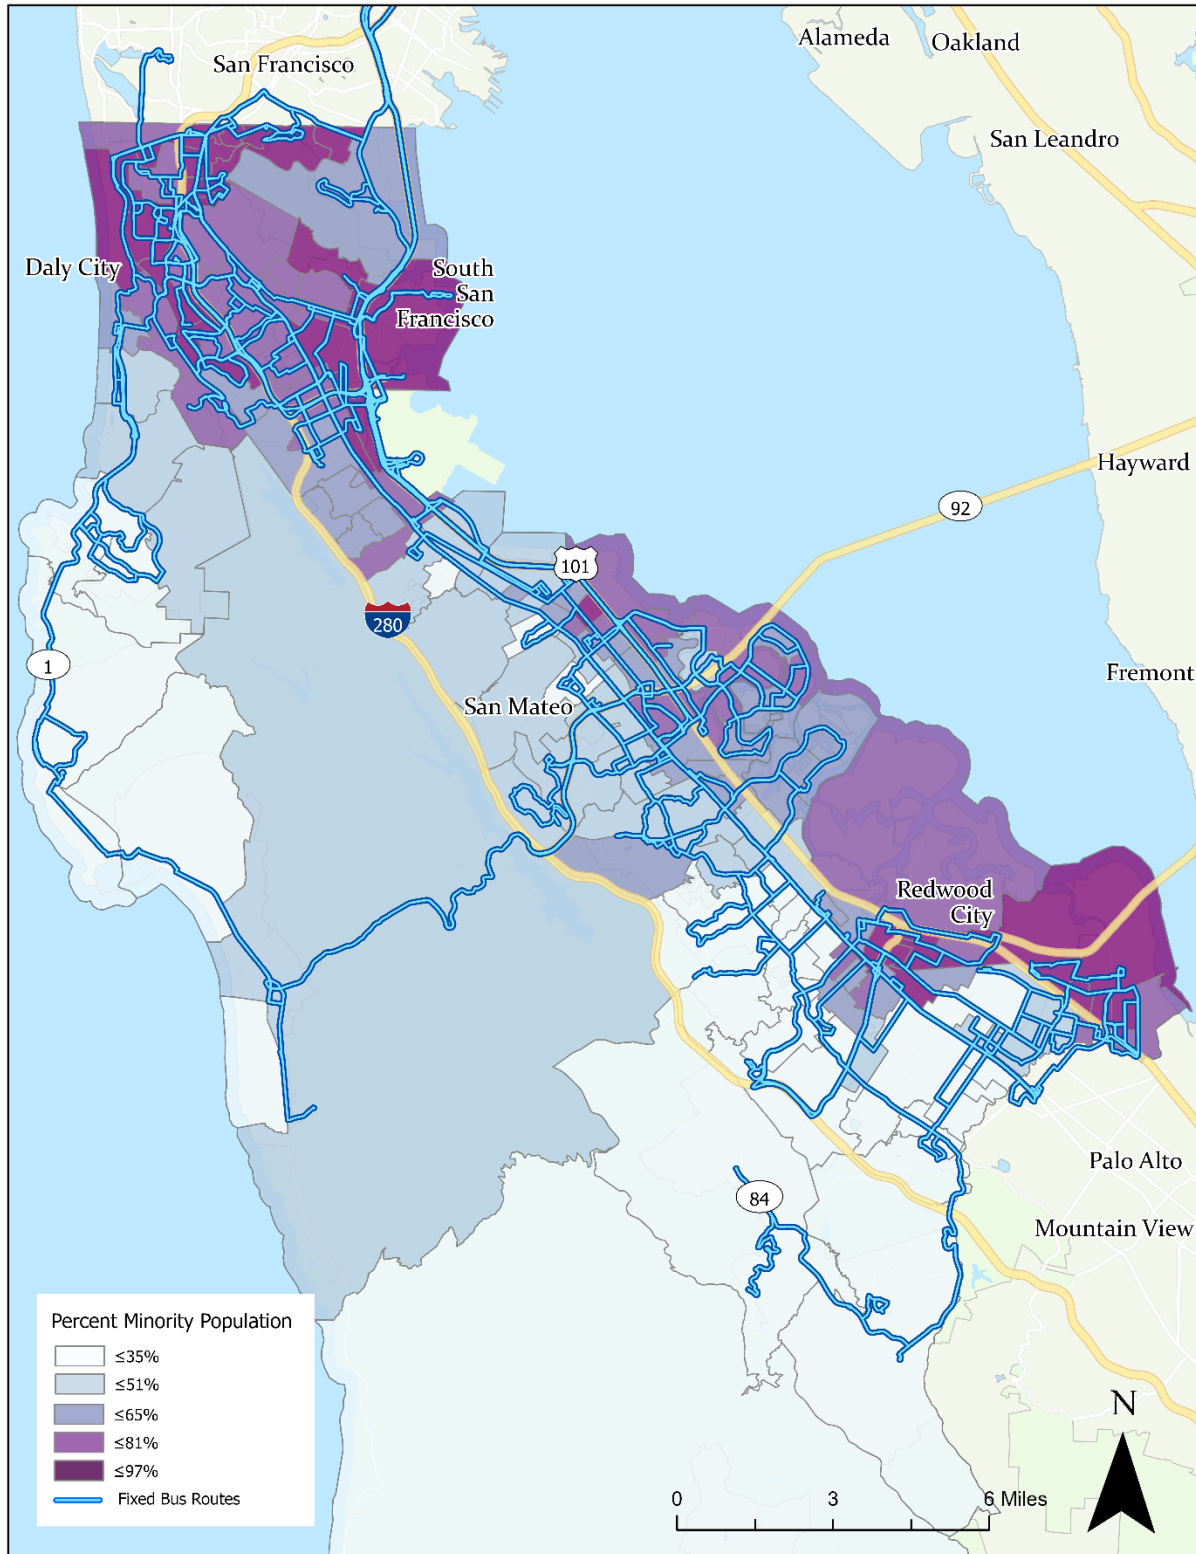 Alameda
Oakland
San Francisco
San Leandro
Daly City
South
San
Francisco
Hayward
92
101
280
1
Fremont
San Mateo
Redwood
City
Palo Alto
84
Mountain View
Percent Minority Population
≤35%
≤51%
≤65%
≤81%
≤97%
Fixed Bus Routes
N
0 3 6 Miles